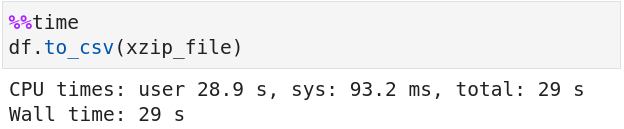 %%time
df.to_csv(xzip_file)
CPU times: user 28.9 s, sys: 93.2 ms, total: 29 s
Wall time: 29 s